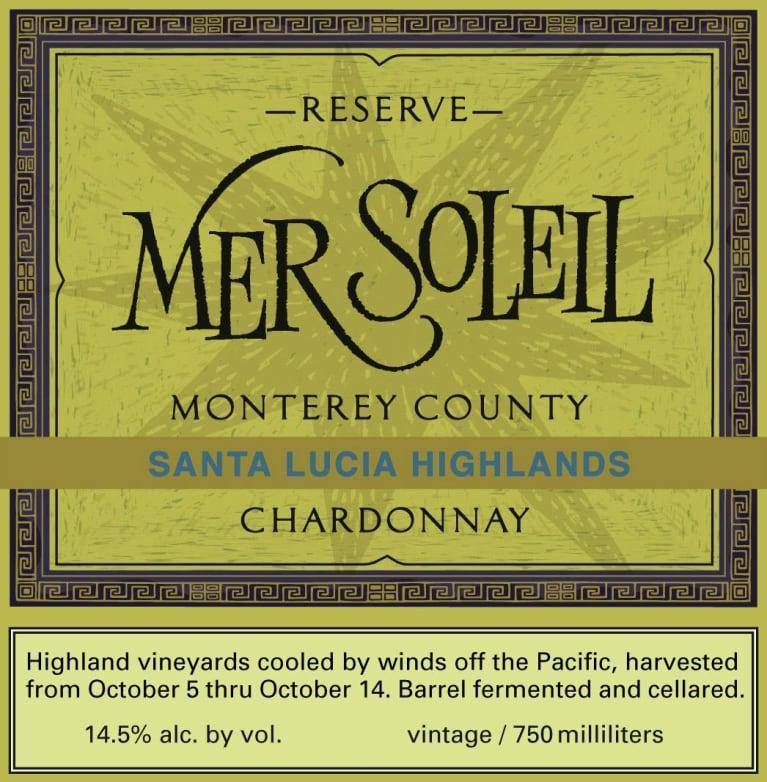 —RESERVE—
MER SOLEIL
MONTEREY COUNTY
SANTA LUCIA HIGHLANDS
CHARDONNAY
Highland vineyards cooled by winds off the Pacific, harvested
from October 5 thru October 14. Barrel fermented and cellared.
14.5% alc. by vol. vintage / 750 milliliters